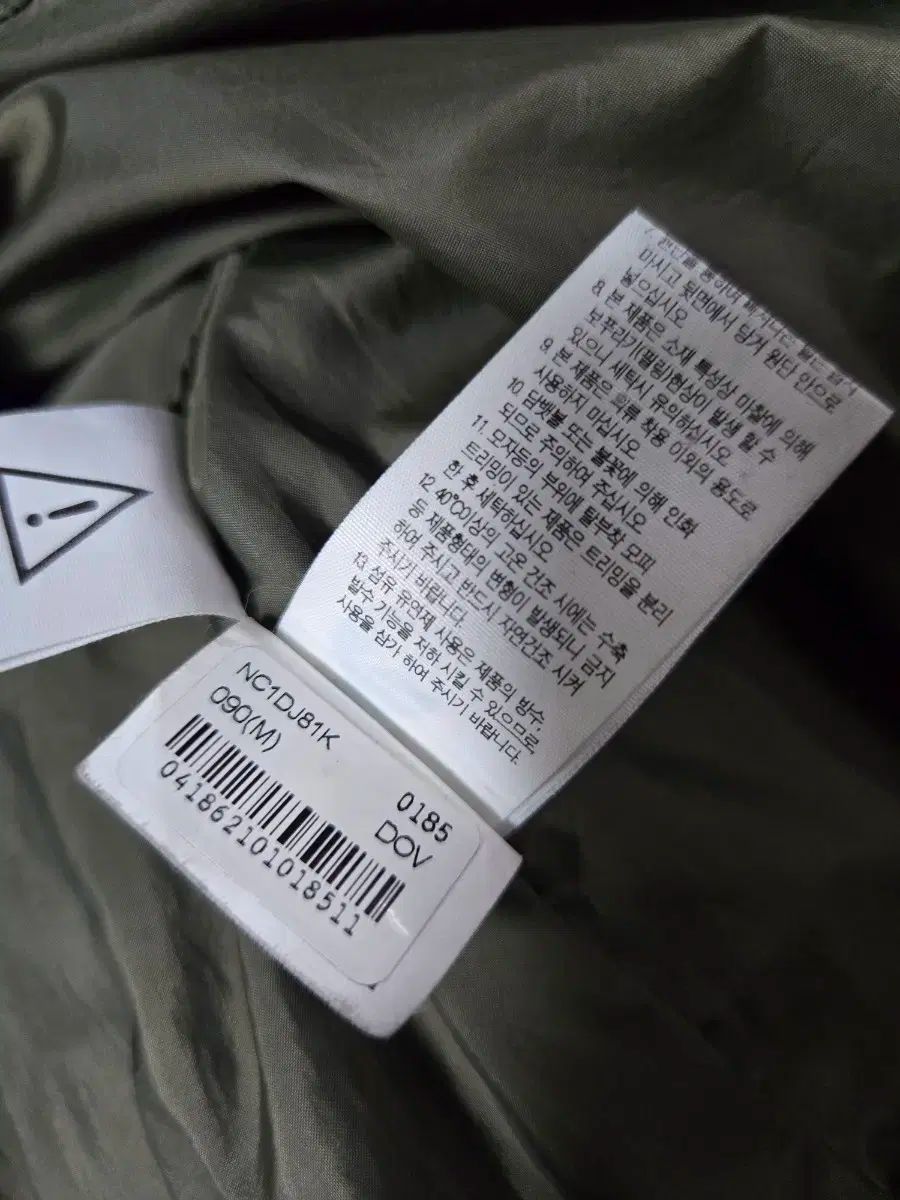 마시고 뒷면에서 당겨 원단 안으로
넣으십시오
8. 본 제품은 소재 특성상 마찰에 의해
보푸라기(필링)현상이 발생 할 수
있으니 세탁시 유의하십시오
9. 본 제품은 의류 착용 이외의 용도로
사용하지 마십시오
10. 담뱃불 또는 불꽃에 의해 인화
되므로 주의하여 주십시오
11. 모자등의 부위에 탈부착 모피
트리밍이 있는 제품은 트리밍을 분리
한 후 세탁하십시오
12. 40℃이상의 고온 건조 시에는 수축
등 제품형태의 변형이 발생되니 금지
하여 주시고 반드시 자연건조 시켜
주시기 바랍니다.
13. 섬유 유연제 사용은 제품의 방수,
발수 기능을 저하 시킬 수 있으므로
사용을 삼가 하여 주시기 바랍니다.
NC1DJ81K
090(M)
0185
DOV
04186210101018511